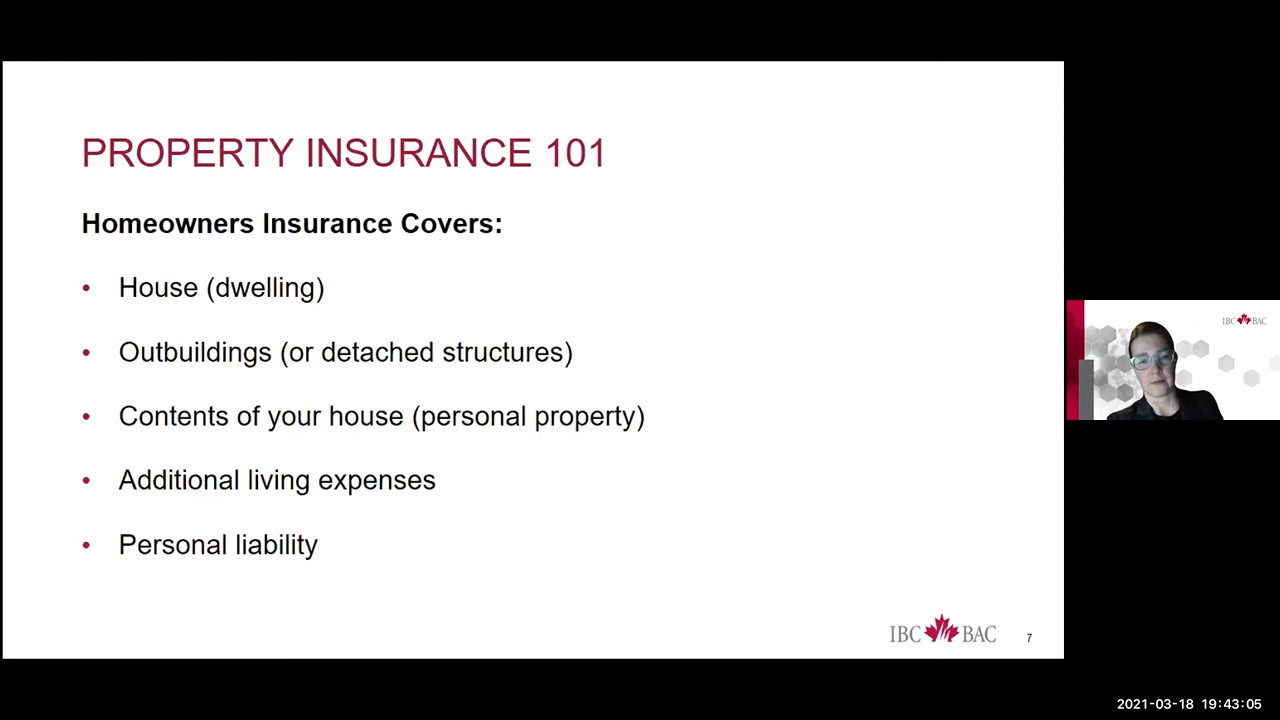 PROPERTY INSURANCE 101
Homeowners Insurance Covers:
• House (dwelling)
• Outbuildings (or detached structures)
• Contents of your house (personal property)
• Additional living expenses
• Personal liability
IBC BAC
7
IBC BAC
2021-03-18 19:43:05